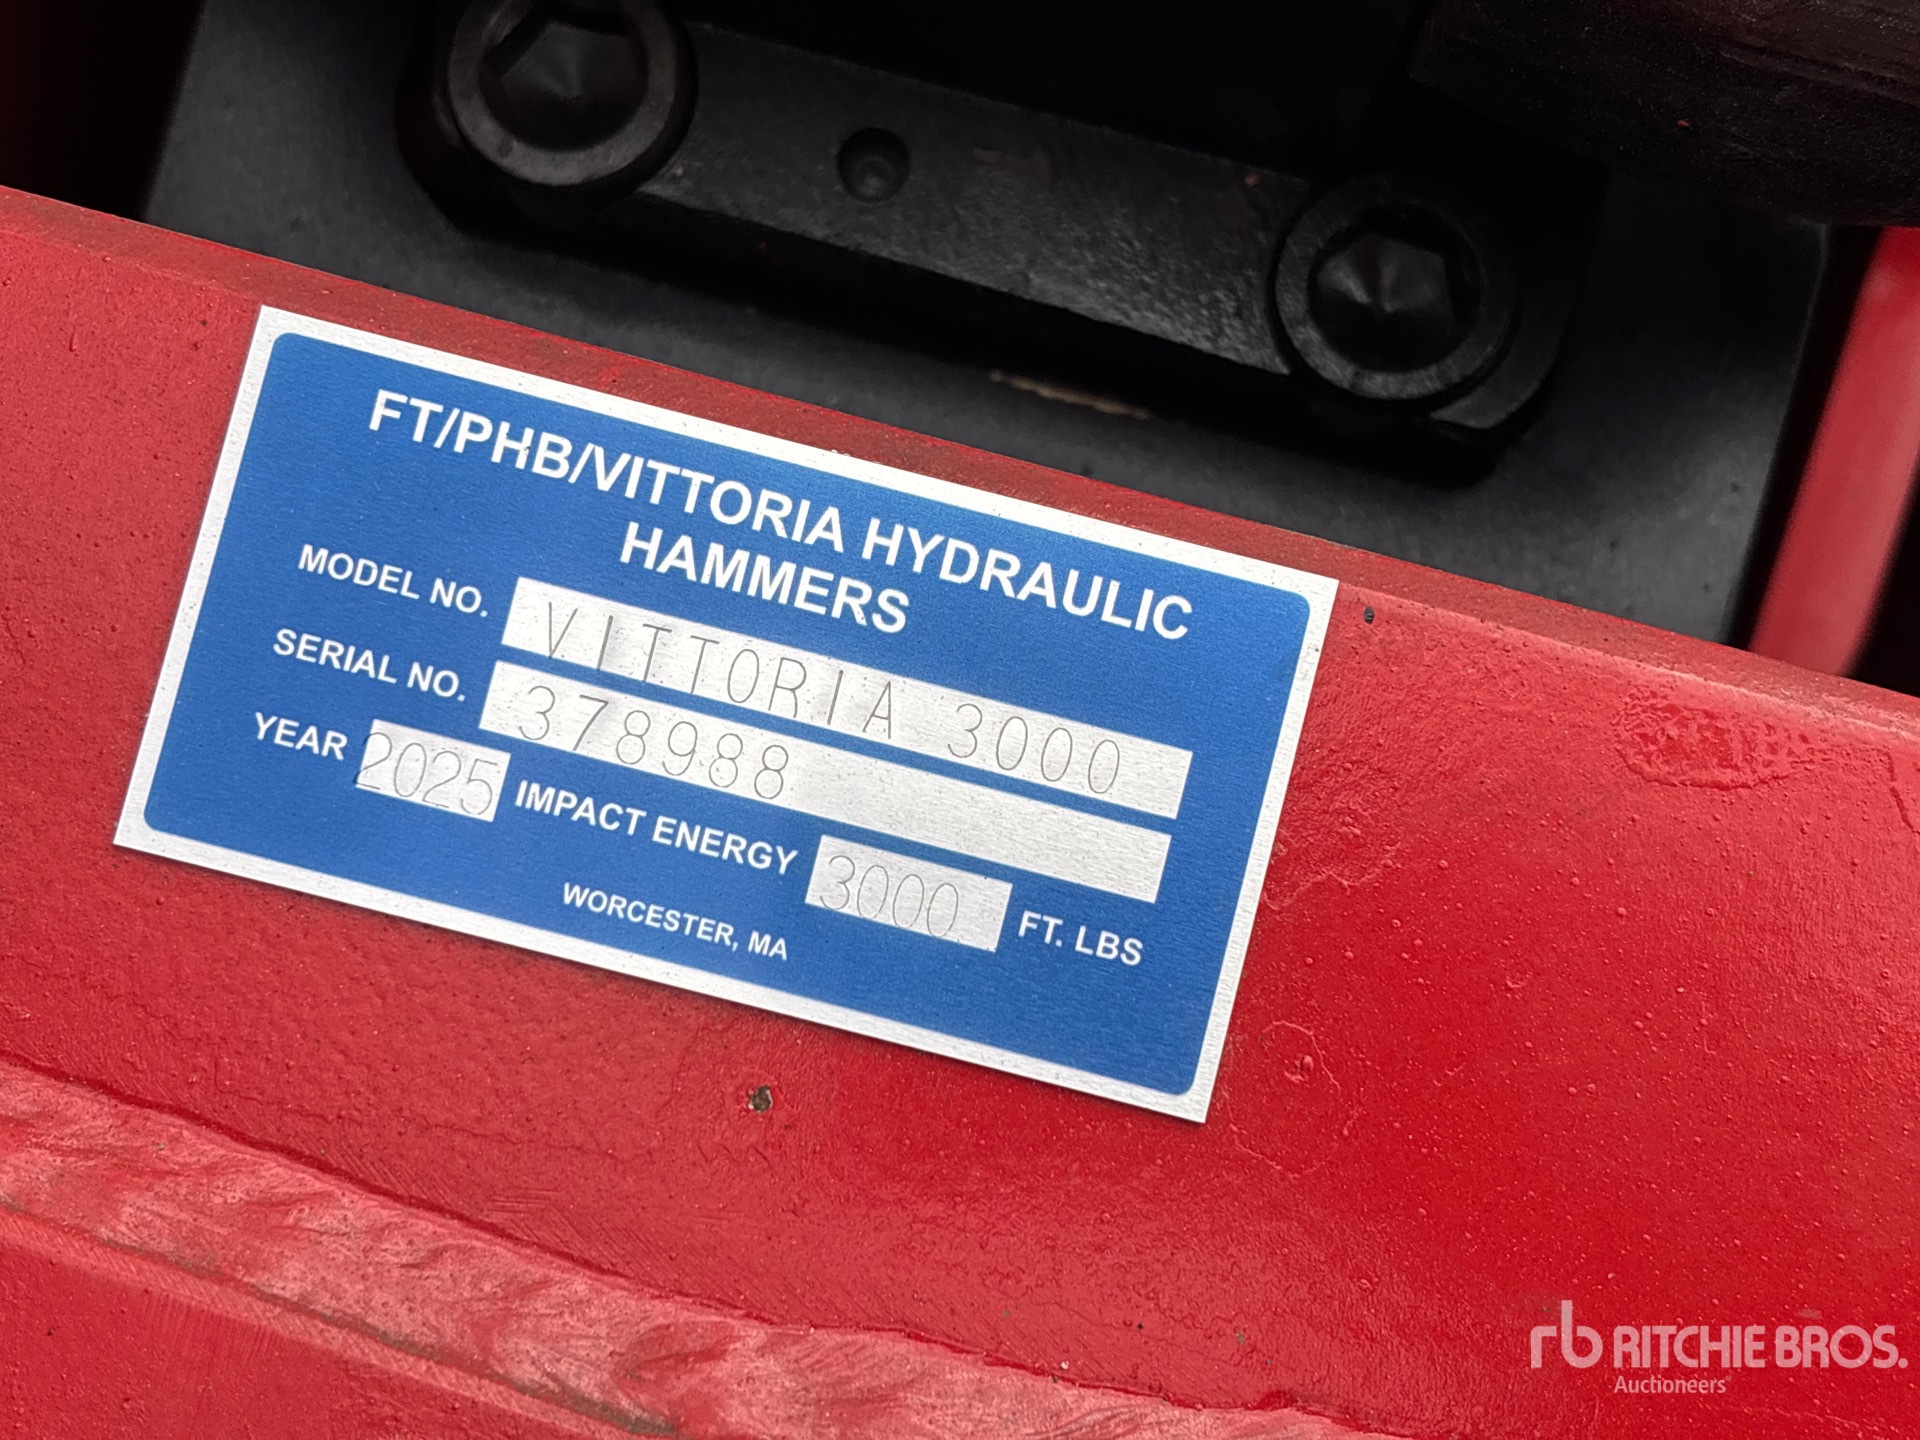 FT/PHB/VITTORIA HYDRAULIC
HAMMERS
MODEL NO. VITTORIA 3000
SERIAL NO. 378988
YEAR 2025 IMPACT ENERGY 3000 FT. LBS
WORCESTER, MA
rb RITCHIE BROS.
Auctioneers